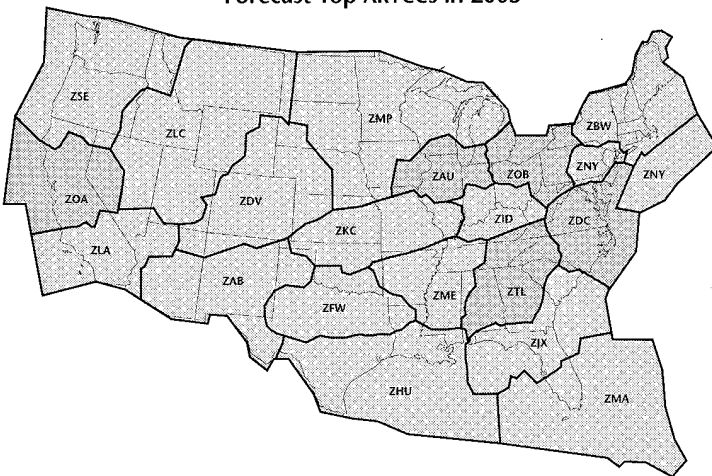 Forecast Top ARTCCs in 2005
ZSE
ZLC
ZMP
ZBW
ZNY
ZNY
ZAU
ZOB
ZOA
ZDV
ZID
ZDC
ZKC
ZLA
ZAB
ZME
ZTL
ZFW
ZJX
ZHU
ZMA